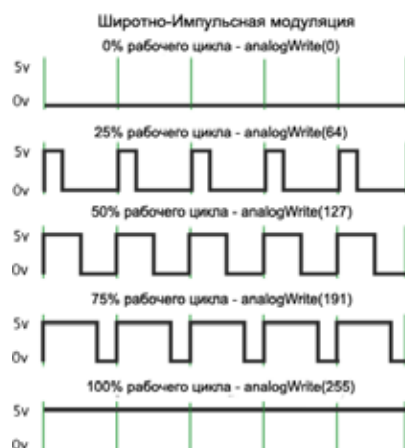 Широтно-Импульсная модуляция
0% рабочего цикла - analogWrite(0)
5v
0v
25% рабочего цикла - analogWrite(64)
5v
0v
50% рабочего цикла - analogWrite(127)
5v
0v
75% рабочего цикла - analogWrite(191)
5v
0v
100% рабочего цикла - analogWrite(255)
5v
0v